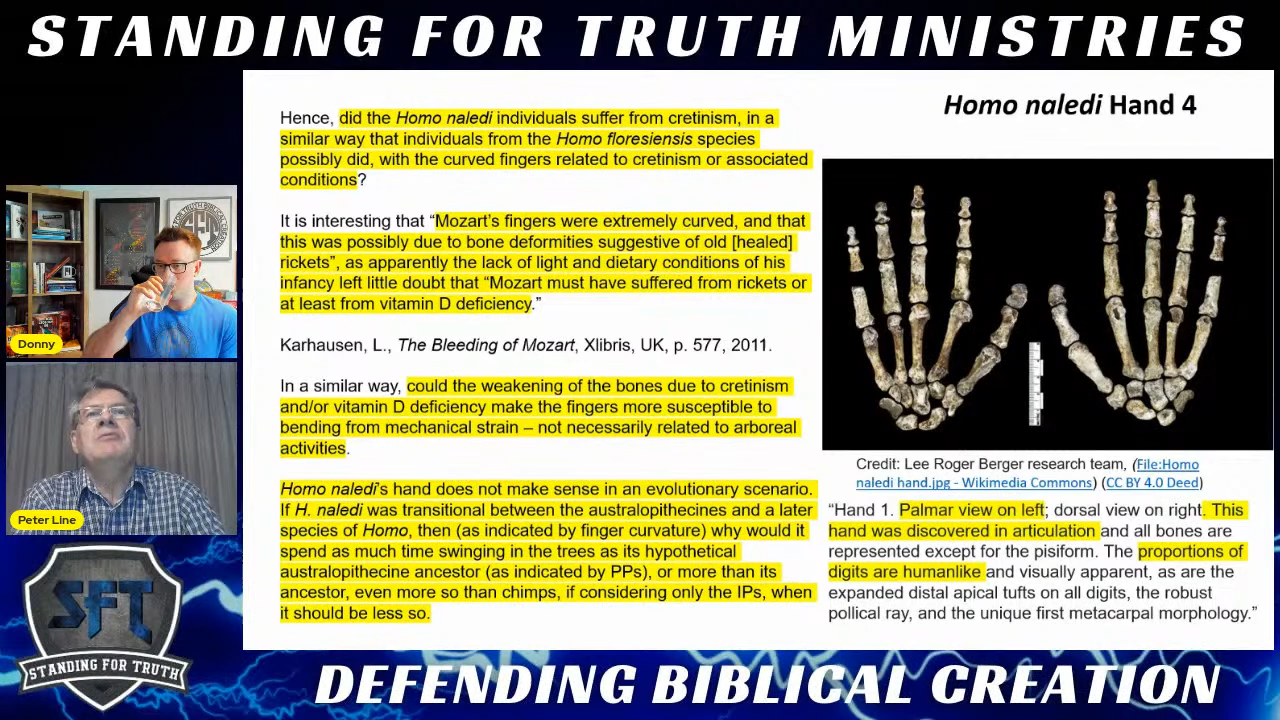 STANDING FOR TRUTH MINISTRIES
Homo naledi Hand 4
Hence, did the Homo naledi individuals suffer from cretinism, in a
similar way that individuals from the Homo floresiensis species
possibly did, with the curved fingers related to cretinism or associated
conditions?
It is interesting that “Mozart’s fingers were extremely curved, and that
this was possibly due to bone deformities suggestive of old [healed]
rickets”, as apparently the lack of light and dietary conditions of his
infancy left little doubt that “Mozart must have suffered from rickets or
at least from vitamin D deficiency.”
Karhausen, L., The Bleeding of Mozart, Xlibris, UK, p. 577, 2011.
In a similar way, could the weakening of the bones due to cretinism
and/or vitamin D deficiency make the fingers more susceptible to
bending from mechanical strain – not necessarily related to arboreal
activities.
Homo naledi’s hand does not make sense in an evolutionary scenario.
If H. naledi was transitional between the australopithecines and a later
species of Homo, then (as indicated by finger curvature) why would it
spend as much time swinging in the trees as its hypothetical
australopithecine ancestor (as indicated by PPs), or more than its
ancestor, even more so than chimps, if considering only the IPs, when
it should be less so.
Credit: Lee Roger Berger research team, (File:Homo
naledi hand.jpg - Wikimedia Commons) (CC BY 4.0 Deed)
“Hand 1. Palmar view on left; dorsal view on right. This
hand was discovered in articulation and all bones are
represented except for the pisiform. The proportions of
digits are humanlike and visually apparent, as are the
expanded distal apical tufts on all digits, the robust
pollical ray, and the unique first metacarpal morphology.”
Donny
Peter Line
SFT
STANDING FOR TRUTH
DEFENDING BIBLICAL CREATION